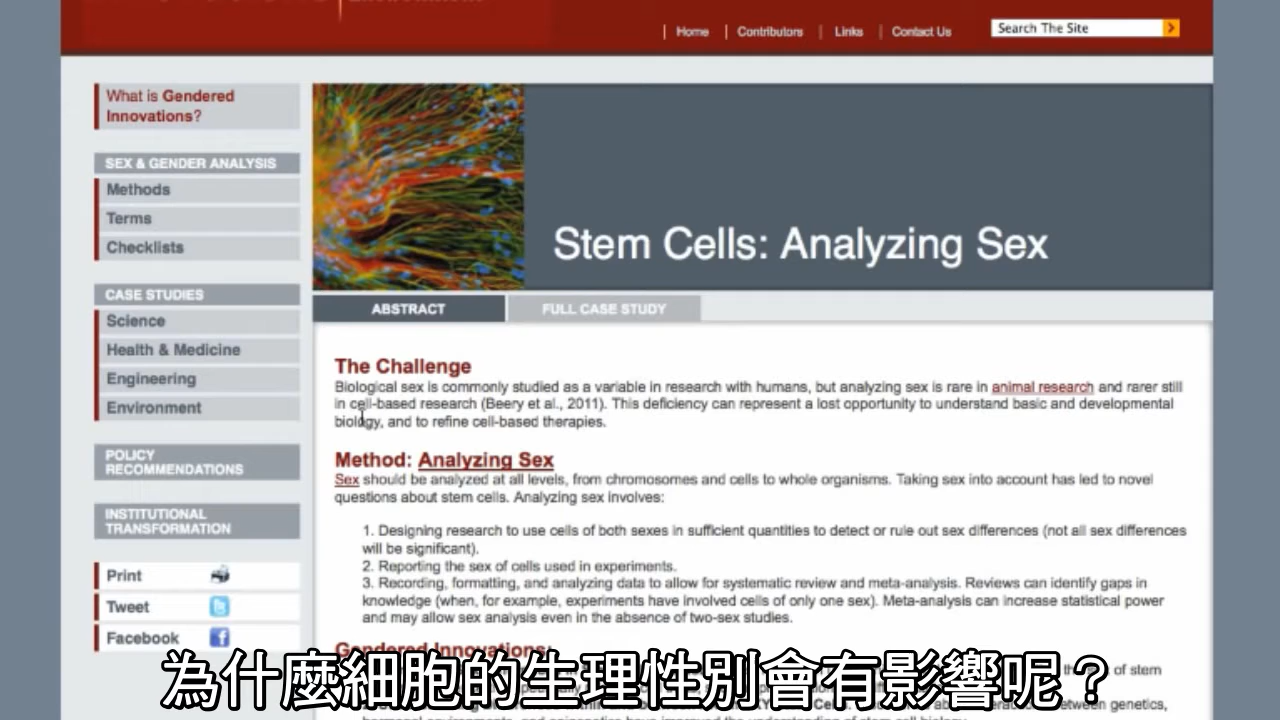 Home
Contributors
Links
Contact Us
Search The Site
What is Gendered
Innovations?
SEX & GENDER ANALYSIS
Methods
Terms
Checklists
CASE STUDIES
Science
Health & Medicine
Engineering
Environment
POLICY
RECOMMENDATIONS
INSTITUTIONAL
TRANSFORMATION
Print
Tweet
Facebook
Stem Cells: Analyzing Sex
ABSTRACT
FULL CASE STUDY
The Challenge
Biological sex is commonly studied as a variable in research with humans, but analyzing sex is rare in animal research and rarer still
in cell-based research (Beery et al., 2011). This deficiency can represent a lost opportunity to understand basic and developmental
biology, and to refine cell-based therapies.
Method: Analyzing Sex
Sex should be analyzed at all levels, from chromosomes and cells to whole organisms. Taking sex into account has led to novel
questions about stem cells. Analyzing sex involves:
1. Designing research to use cells of both sexes in sufficient quantities to detect or rule out sex differences (not all sex differences
will be significant).
2. Reporting the sex of cells used in experiments.
3. Recording, formatting, and analyzing data to allow for systematic review and meta-analysis. Reviews can identify gaps in
knowledge (when, for example, experiments have involved cells of only one sex). Meta-analysis can increase statistical power
and may allow sex analysis even in the absence of two-sex studies.
Gendered Innovations:
of stem
between genetics,
為什麼細胞的生理性別會有影響呢？